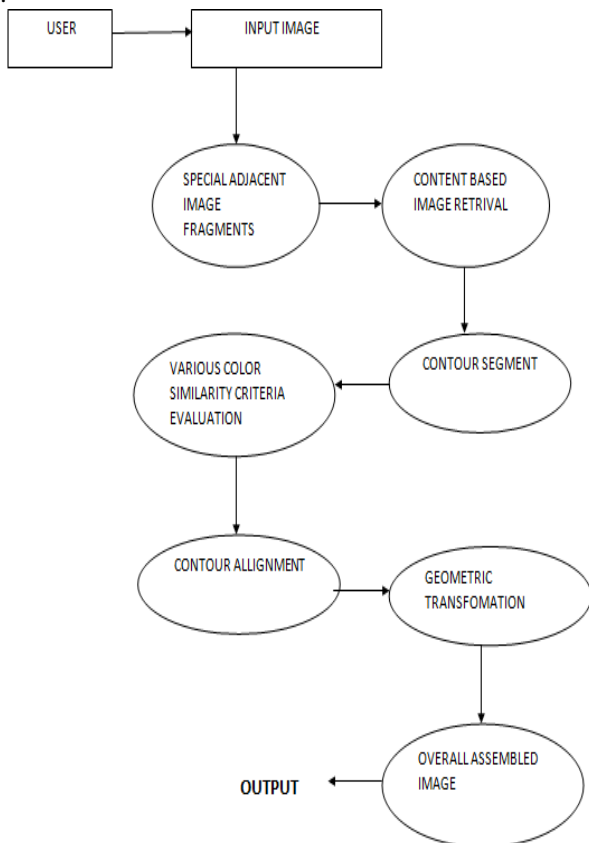 USER
INPUT IMAGE
SPECIAL ADJACENT
IMAGE
FRAGMENTS
CONTENT BASED
IMAGE RETRIVAL
CONTOUR SEGMENT
VARIOUS COLOR
SIMILARITY CRITERIA
EVALUATION
CONTOUR ALLIGNMENT
GEOMETRIC
TRANSFOMATION
OVERALL ASSEMBLED
IMAGE
OUTPUT